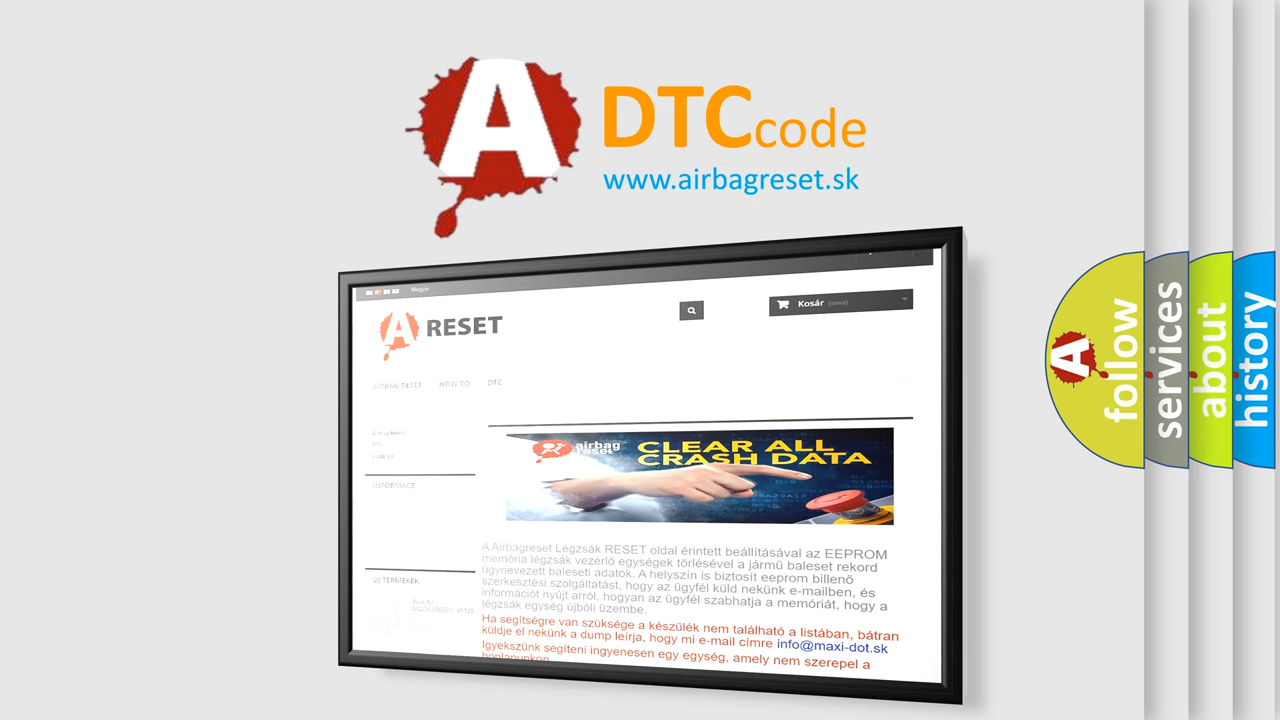 A
DTCcode
www.airbagreset.sk
Magyar
A RESET
Kosár (üres)
AIRBAG RESET HOW TO DTC
INFORMACE
ÚJ TERMÉKEK
airbag
reset
CLEAR ALL
CRASH DATA
A Airbagreset Légzsák RESET oldal érintett beállításával az EEPROM
memória légzsák vezérlő egységek törlésével a jármű baleset rekord
úgynevezett baleseti adatok. A helyszín is biztosít eeprom billenő
szerkesztési szolgáltatást, hogy az ügyfél küld nekünk e-mailben, és
információt nyújt arról, hogyan az ügyfél szabhatja a memóriát, hogy a
légzsák egység újbóli üzembe.
Ha segítségre van szüksége a készülék nem található a listában, bátran
küldje el nekünk a dump leírja, hogy mi e-mail címre info@maxi-dot.sk
Igyekszünk segíteni ingyenesen egy egység, amely nem szerepel a
honlapunkon
A
follow
services
about
history